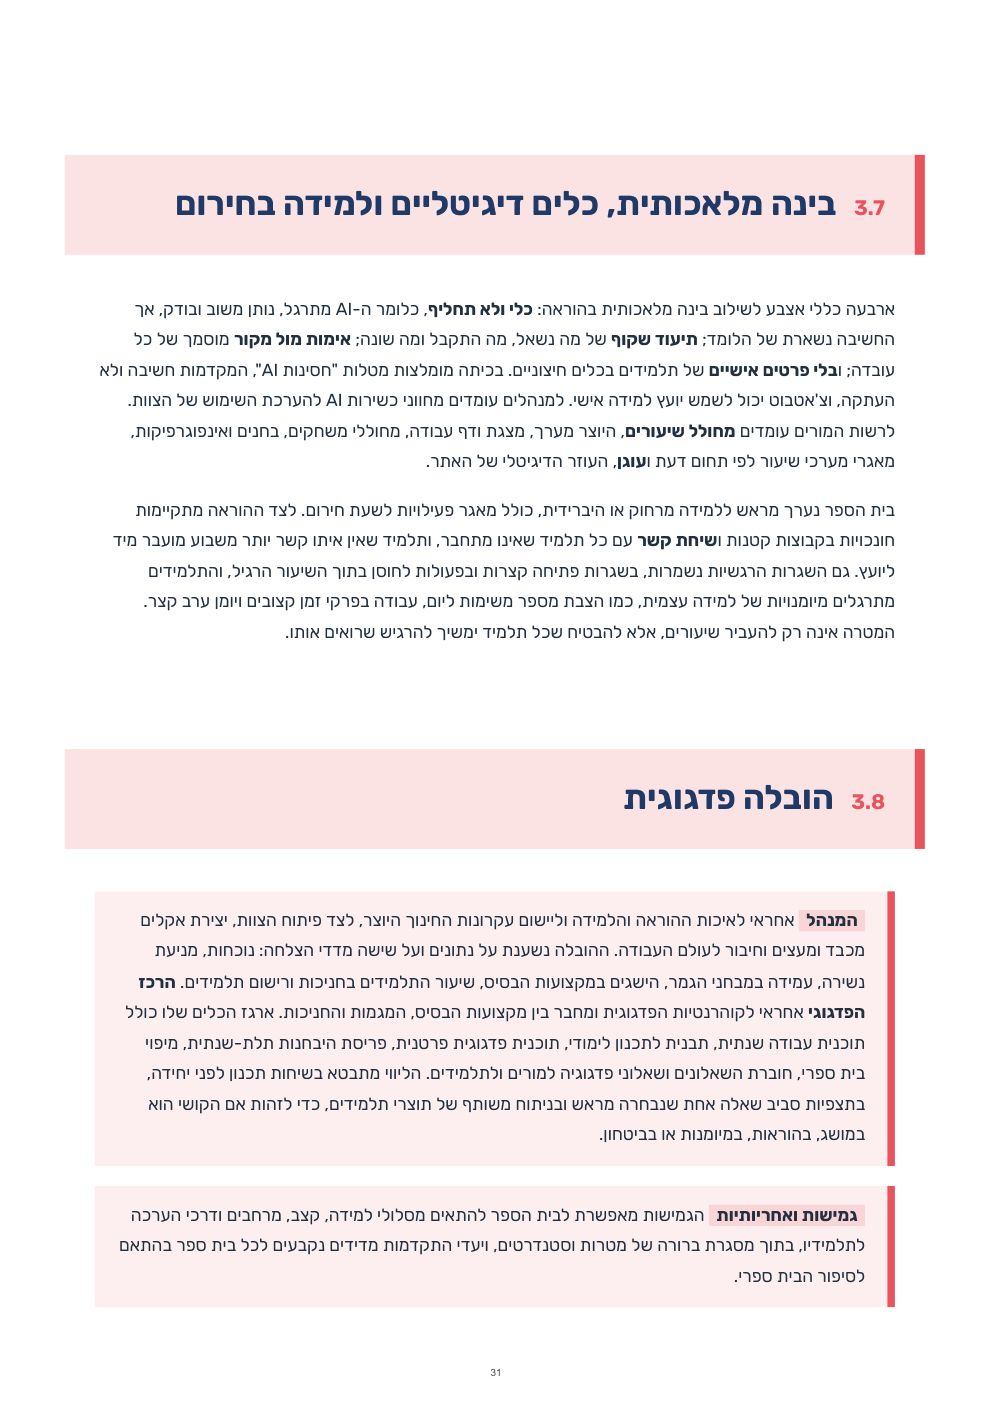 3.7 בינה מלאכותית, כלים דיגיטליים ולמידה בחירום
ארבעה כללי אצבע לשילוב בינה מלאכותית בהוראה: כלי ולא תחליף, כלומר ה-AI מתרגל, נותן משוב ובודק, אך
החשיבה נשארת של הלומד; תיעוד שקוף של מה נשאל, מה התקבל ומה שונה; אימות מול מקור מוסמך של כל
עובדה; ובלי פרטים אישיים של תלמידים בכלים חיצוניים. בכיתה מומלצות מטלות "חסינות AI", המקדמות חשיבה ולא
העתקה, וצ'אטבוט יכול לשמש יועץ למידה אישי. למנהלים עומדים מחווני כשירות AI להערכת השימוש של הצוות.
לרשות המורים עומדים מחולל שיעורים, היוצר מערך, מצגת ודף עבודה, מחוללי משחקים, בחנים ואינפוגרפיקות,
מאגרי מערכי שיעור לפי תחום דעת ועוגן, העוזר הדיגיטלי של האתר.
בית הספר נערך מראש ללמידה מרחוק או היברידית, כולל מאגר פעילויות לשעת חירום. לצד ההוראה מתקיימות
חונכויות בקבוצות קטנות ושיחת קשר עם כל תלמיד שאינו מתחבר, ותלמיד שאין איתו קשר יותר משבוע מועבר מיד
ליועץ. גם השגרות הרגשיות נשמרות, בשגרות פתיחה קצרות ובפעולות לחוסן בתוך השיעור הרגיל, והתלמידים
מתרגלים מיומנויות של למידה עצמית, כמו הצבת מספר משימות ליום, עבודה בפרקי זמן קצובים ויומן ערב קצר.
המטרה אינה רק להעביר שיעורים, אלא להבטיח שכל תלמיד ימשיך להרגיש שרואים אותו.
3.8 הובלה פדגוגית
המנהל אחראי לאיכות ההוראה והלמידה וליישום עקרונות החינוך היוצר, לצד פיתוח הצוות, יצירת אקלים
מכבד ומעצים וחיבור לעולם העבודה. ההובלה נשענת על נתונים ועל שישה מדדי הצלחה: נוכחות, מניעת
נשירה, עמידה במבחני הגמר, הישגים במקצועות הבסיס, שיעור התלמידים בחניכות ורישום תלמידים. הרכז
הפדגוגי אחראי לקוהרנטיות הפדגוגית ומחבר בין מקצועות הבסיס, המגמות והחניכות. ארגז הכלים שלו כולל
תוכנית עבודה שנתית, תבנית לתכנון לימודי, תוכנית פדגוגית פרטנית, פריסת היבחנות תלת-שנתית, מיפוי
בית ספרי, חוברת השאלונים ושאלוני פדגוגיה למורים ולתלמידים. הליווי מתבטא בשיחות תכנון לפני יחידה,
בתצפיות סביב שאלה אחת שנבחרה מראש ובניתוח משותף של תוצרי תלמידים, כדי לזהות אם הקושי הוא
במושג, בהוראות, במיומנות או בביטחון.
גמישות ואחריותיות הגמישות מאפשרת לבית הספר להתאים מסלולי למידה, קצב, מרחבים ודרכי הערכה
לתלמידיו, בתוך מסגרת ברורה של מטרות וסטנדרטים, ויעדי התקדמות מדידים נקבעים לכל בית ספר בהתאם
לסיפור הבית ספרי.
31